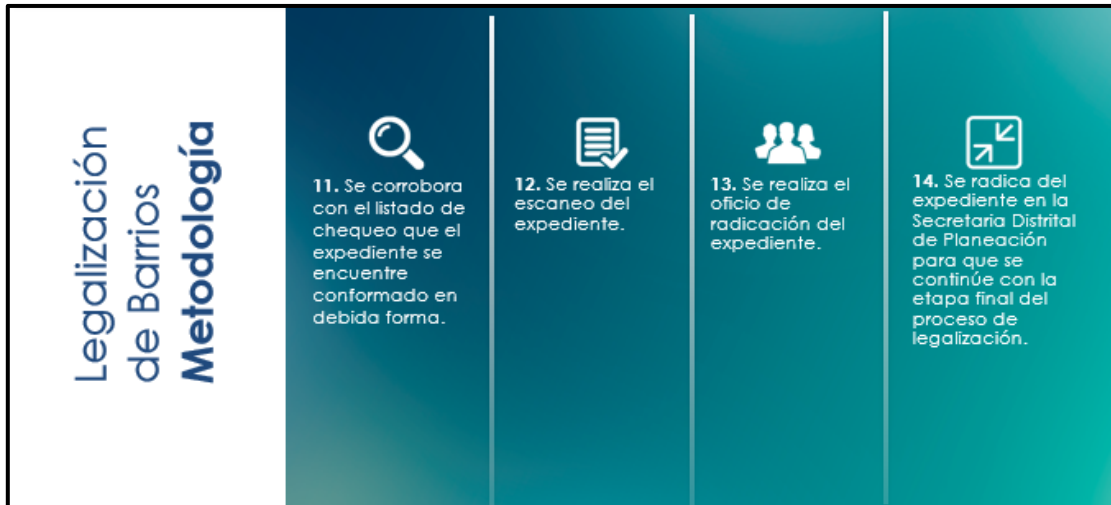 Legalización
de Barrios
Metodología
11. Se corrobora
con el listado de
chequeo que el
expediente se
encuentre
conformado en
debida forma.
12. Se realiza el
escaneo del
expediente.
13. Se realiza el
oficio de
radicación del
expediente.
14. Se radica del
expediente en la
Secretaria Distrital
de Planeación
para que se
continúe con la
etapa final del
proceso de
legalización.